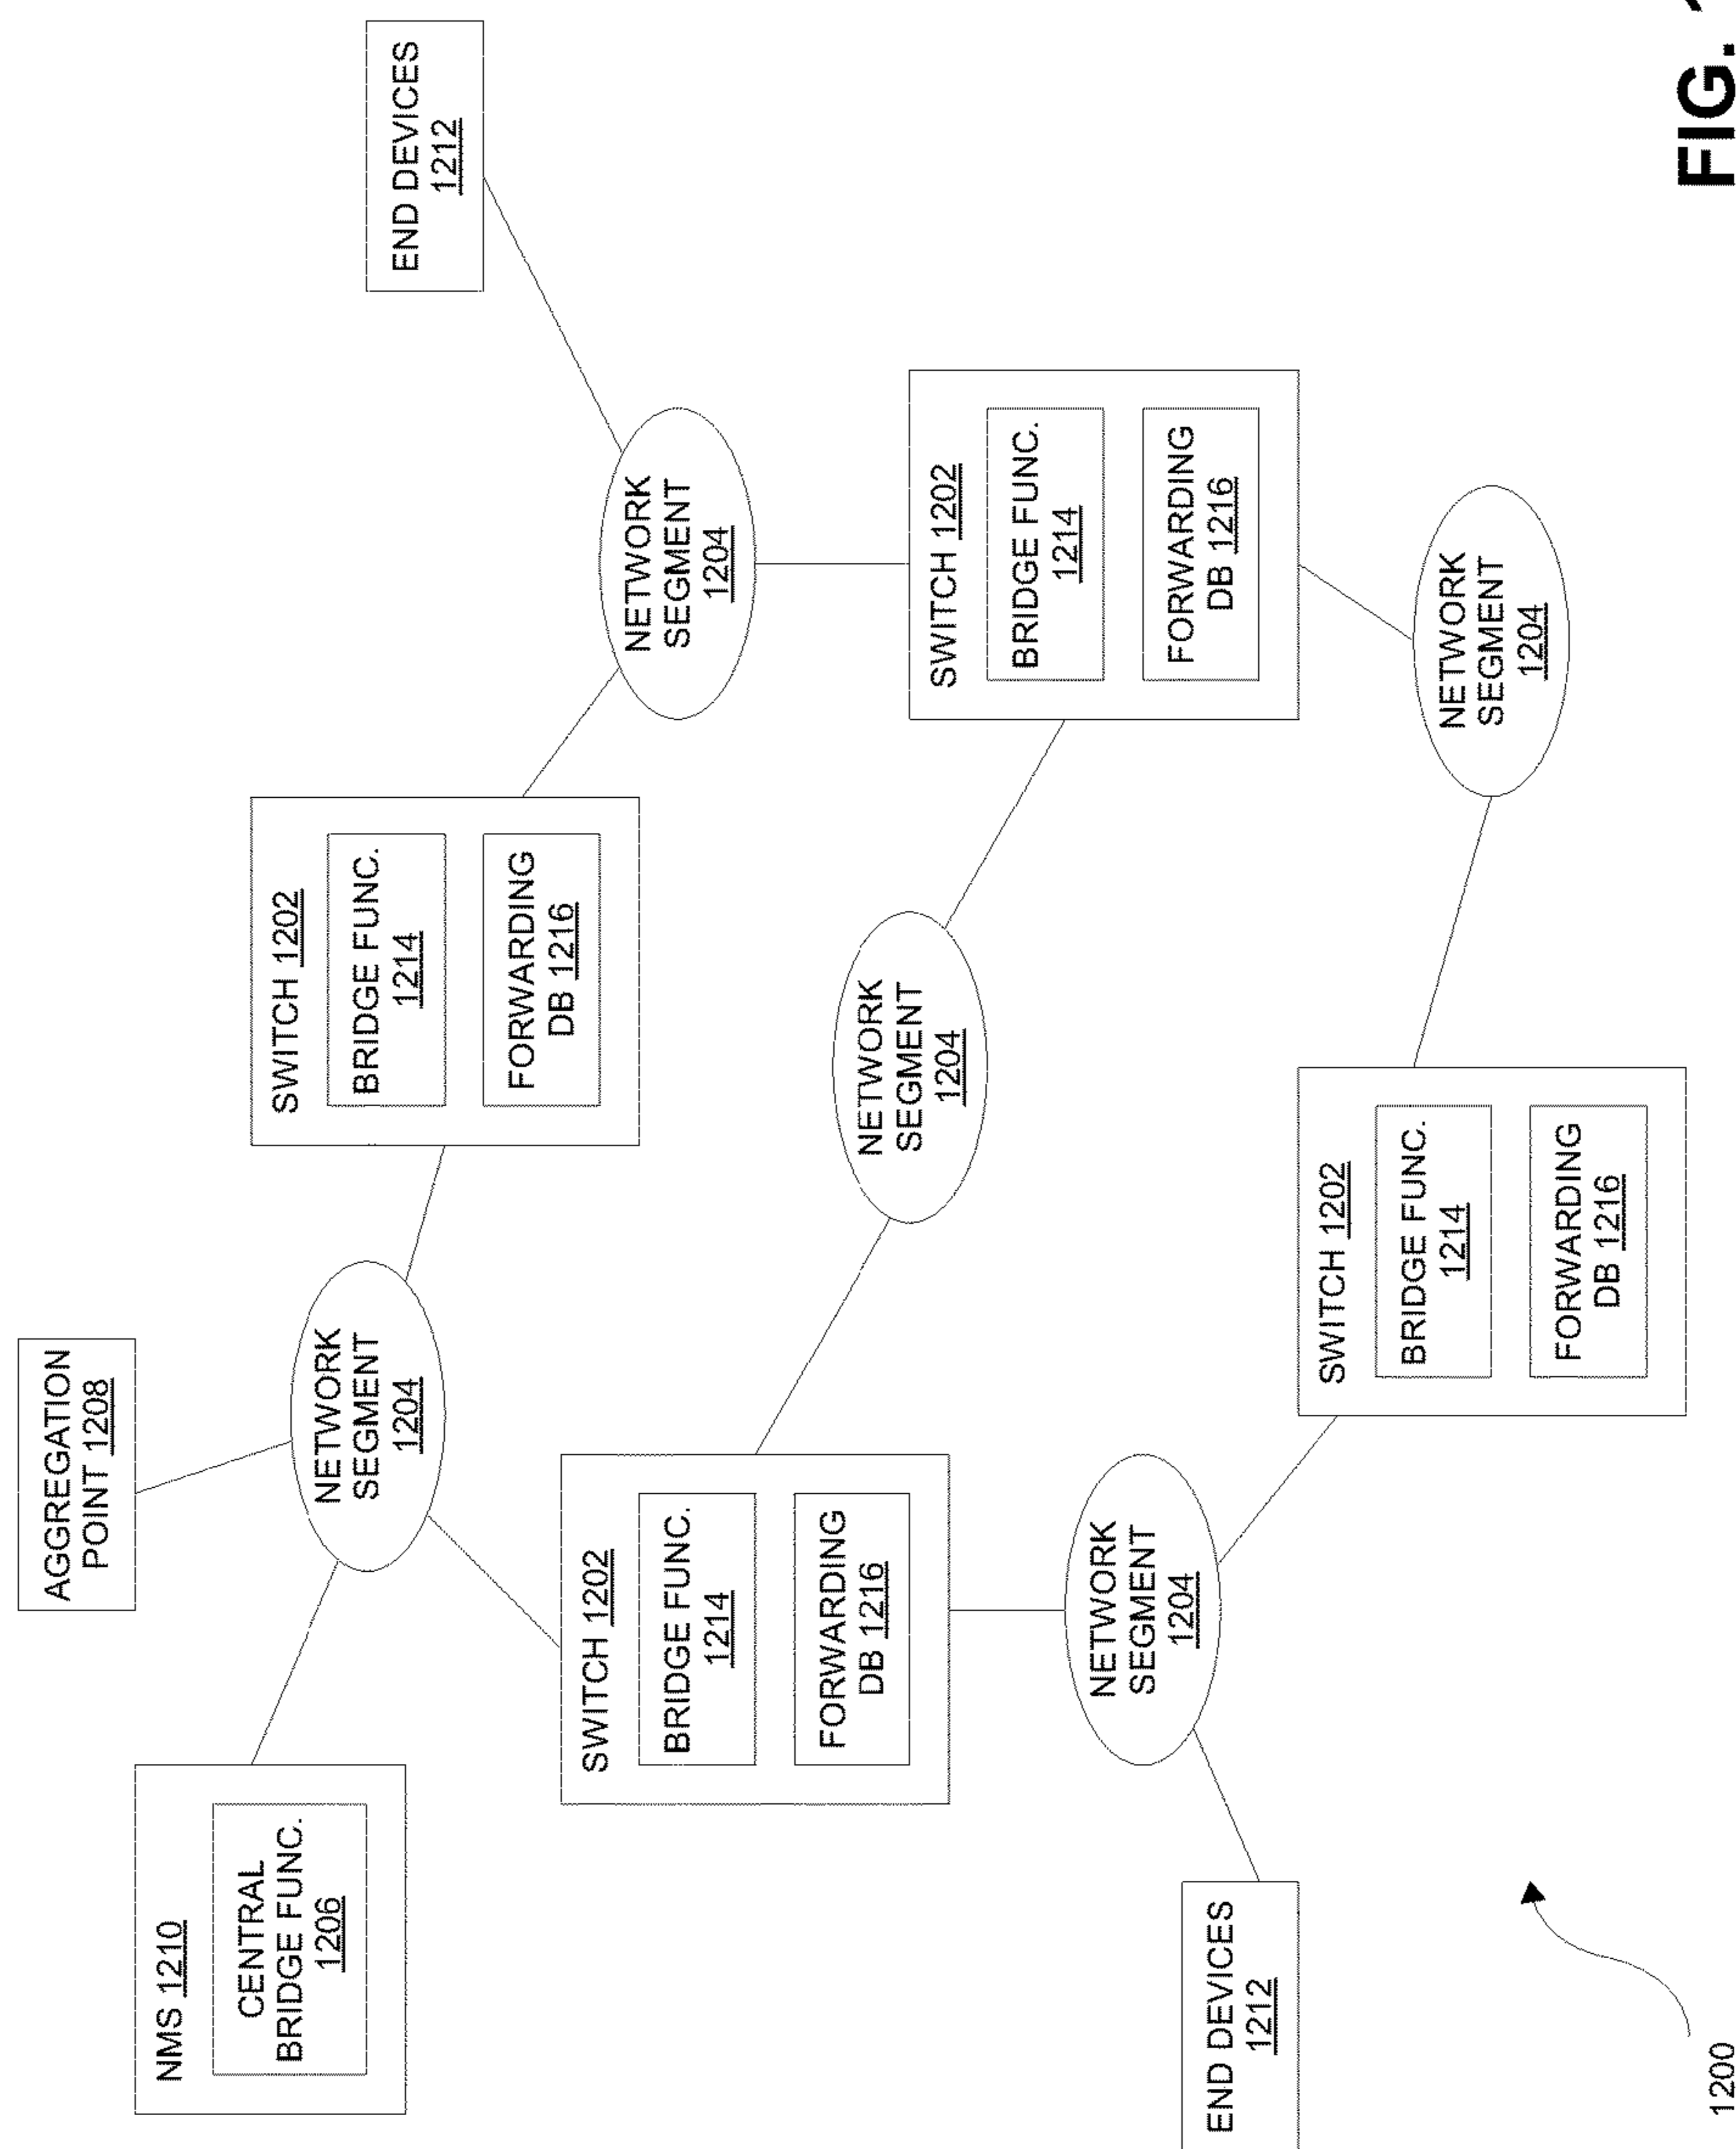 AGGREGATION
POINT 1208
NMS 1210
CENTRAL
BRIDGE FUNC.
1206
NETWORK
SEGMENT
1204
SWITCH 1202
BRIDGE FUNC.
1214
FORWARDING
DB 1216
END DEVICES
1212
SWITCH 1202
BRIDGE FUNC.
1214
FORWARDING
DB 1216
NETWORK
SEGMENT
1204
NETWORK
SEGMENT
1204
SWITCH 1202
BRIDGE FUNC.
1214
FORWARDING
DB 1216
NETWORK
SEGMENT
1204
END DEVICES
1212
SWITCH 1202
BRIDGE FUNC.
1214
FORWARDING
DB 1216
NETWORK
SEGMENT
1204
1200
FIG.